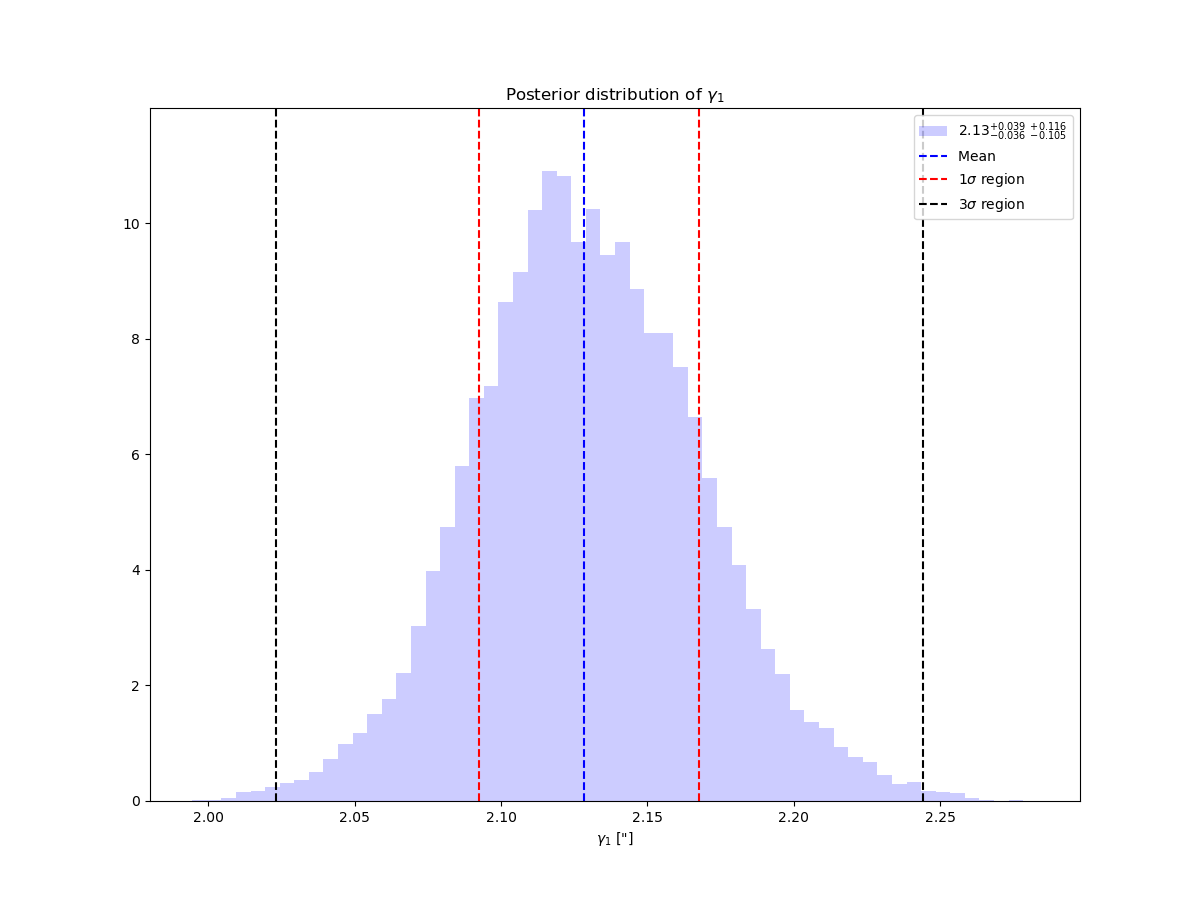 Posterior distribution of γ₁
2.13 +0.039 +0.116
−0.036 −0.105
Mean
1σ region
3σ region
10
8
6
4
2
0
2.00 2.05 2.10 2.15 2.20 2.25
γ₁ ["]